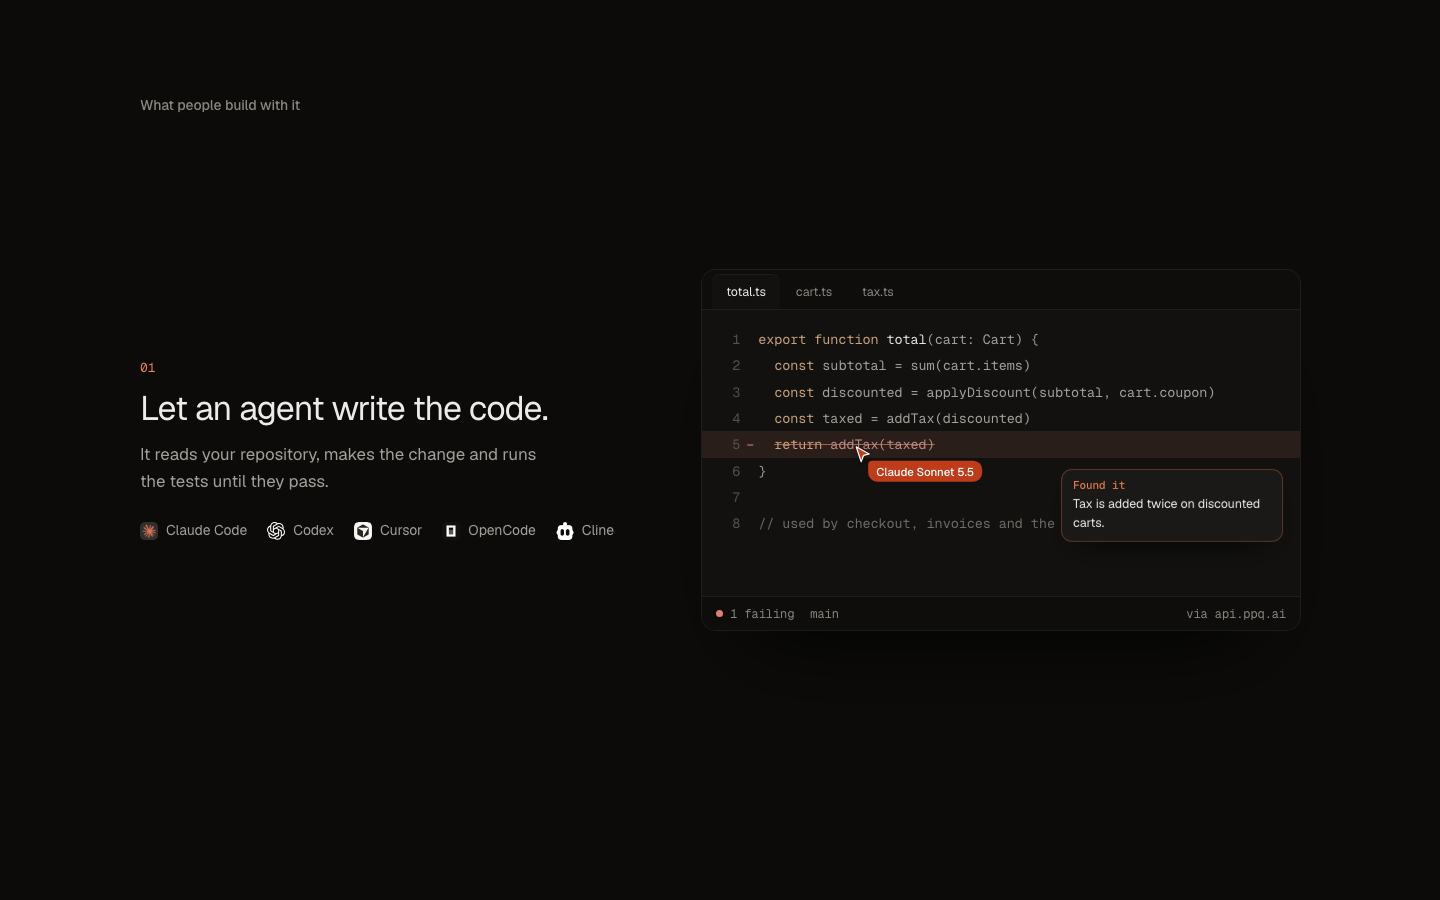 What people build with it
01
Let an agent write the code.
It reads your repository, makes the change and runs
the tests until they pass.
Claude Code Codex Cursor OpenCode Cline
total.ts cart.ts tax.ts
1 export function total(cart: Cart) {
2 const subtotal = sum(cart.items)
3 const discounted = applyDiscount(subtotal, cart.coupon)
4 const taxed = addTax(discounted)
5 − return addTax(taxed)
6 }
Claude Sonnet 5.5
7
8 // used by checkout, invoices and the
Found it
Tax is added twice on discounted
carts.
1 failing main via api.ppq.ai